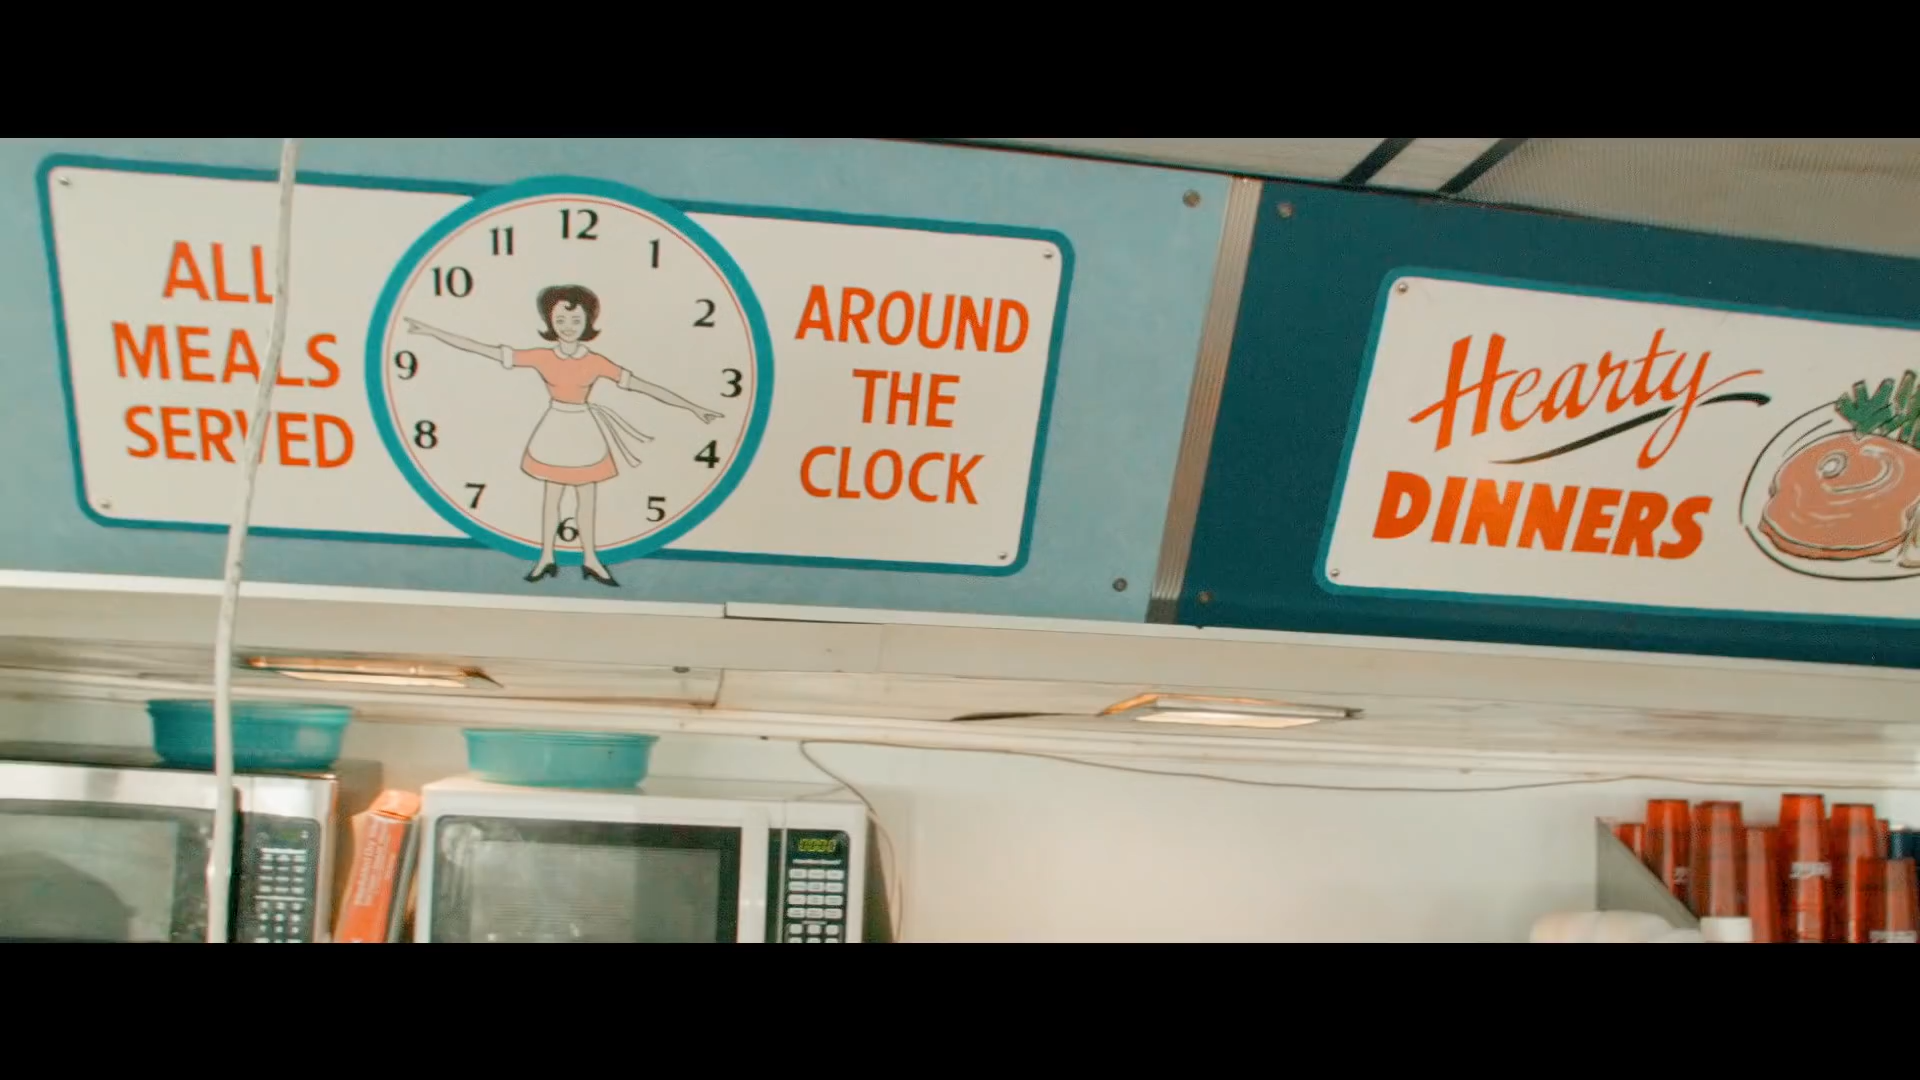 ALL
MEALS
SERVED
12
11
1
10
2
9
3
8
4
7
5
6
AROUND
THE
CLOCK
Hearty
DINNERS